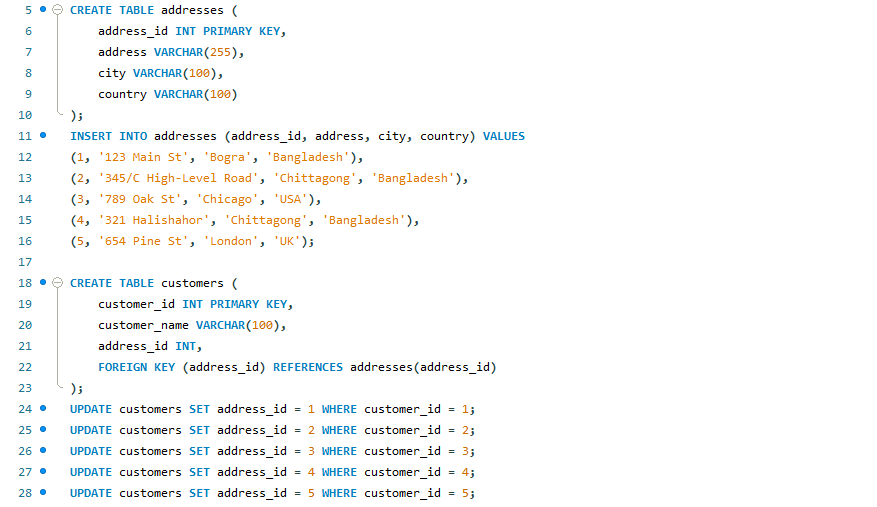 5 CREATE TABLE addresses (
6 address_id INT PRIMARY KEY,
7 address VARCHAR(255),
8 city VARCHAR(100),
9 country VARCHAR(100)
10 );
11 INSERT INTO addresses (address_id, address, city, country) VALUES
12 (1, '123 Main St', 'Bogra', 'Bangladesh'),
13 (2, '345/C High-Level Road', 'Chittagong', 'Bangladesh'),
14 (3, '789 Oak St', 'Chicago', 'USA'),
15 (4, '321 Halishahor', 'Chittagong', 'Bangladesh'),
16 (5, '654 Pine St', 'London', 'UK');
17
18 CREATE TABLE customers (
19 customer_id INT PRIMARY KEY,
20 customer_name VARCHAR(100),
21 address_id INT,
22 FOREIGN KEY (address_id) REFERENCES addresses(address_id)
23 );
24 UPDATE customers SET address_id = 1 WHERE customer_id = 1;
25 UPDATE customers SET address_id = 2 WHERE customer_id = 2;
26 UPDATE customers SET address_id = 3 WHERE customer_id = 3;
27 UPDATE customers SET address_id = 4 WHERE customer_id = 4;
28 UPDATE customers SET address_id = 5 WHERE customer_id = 5;